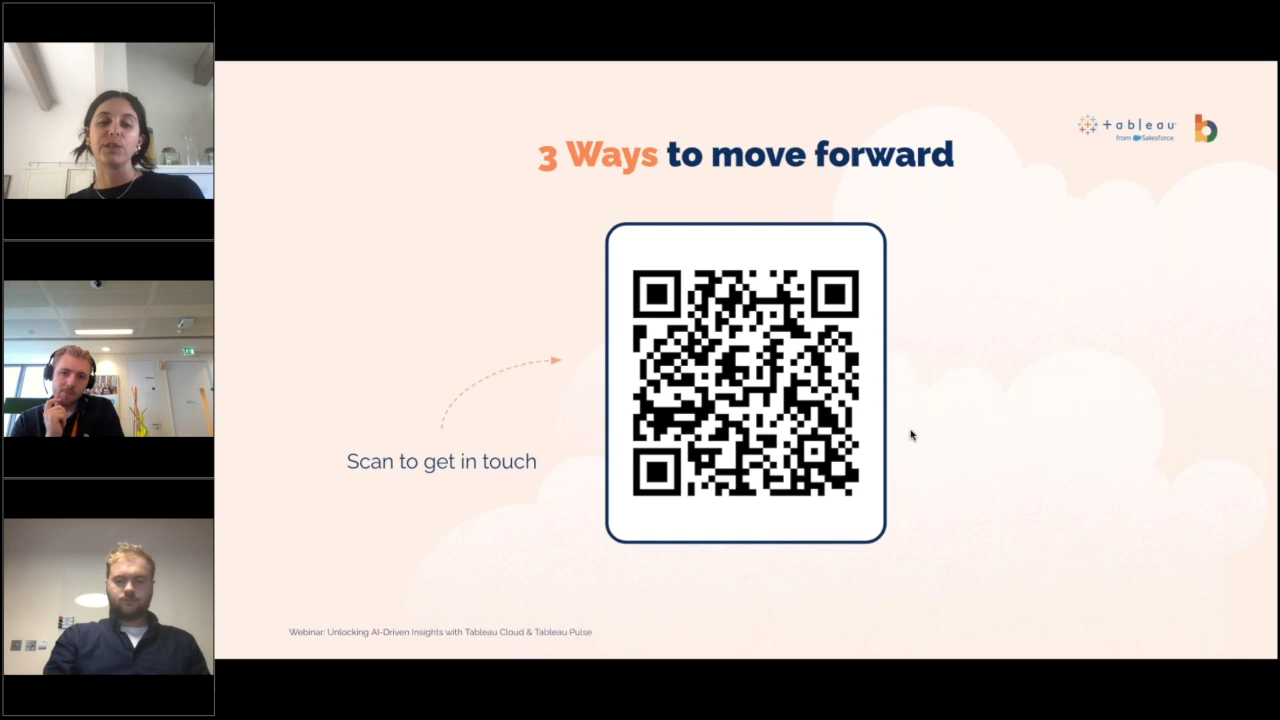 3 Ways to move forward
+ a b l e a u
from Salesforce
b
Scan to get in touch
Webinar: Unlocking AI-Driven Insights with Tableau Cloud & Tableau Pulse